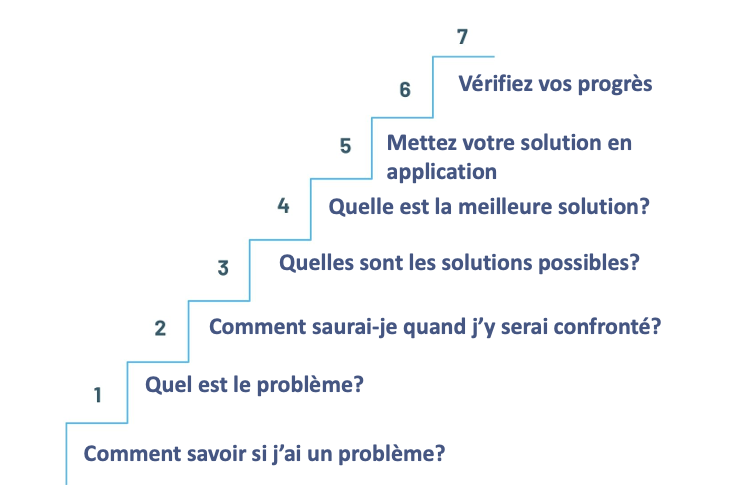 7
Vérifiez vos progrès
6
Mettez votre solution en
application
5
Quelle est la meilleure solution?
4
Quelles sont les solutions possibles?
3
Comment saurai-je quand j’y serai confronté?
2
Quel est le problème?
1
Comment savoir si j’ai un problème?